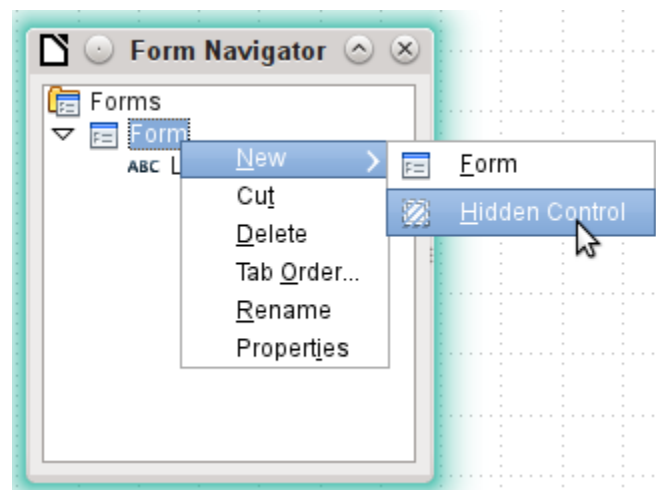 Form Navigator
Forms
Form
ABC L
New
Cut
Delete
Tab Order...
Rename
Properties
Form
Hidden Control